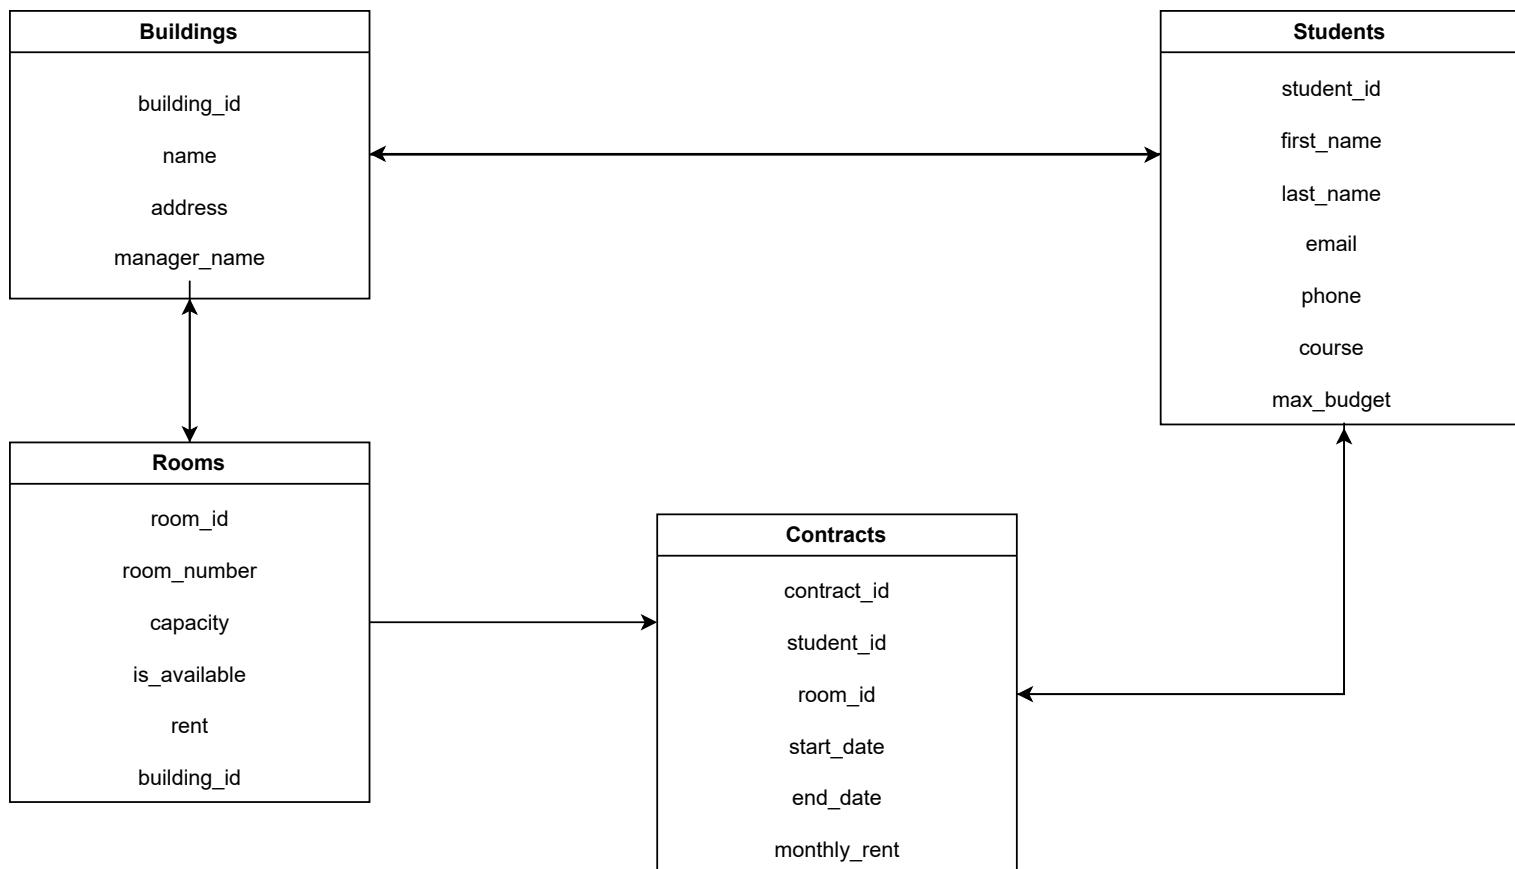 Buildings
building_id
name
address
manager_name
Students
student_id
first_name
last_name
email
phone
course
max_budget
Rooms
room_id
room_number
capacity
is_available
rent
building_id
Contracts
contract_id
student_id
room_id
start_date
end_date
monthly_rent